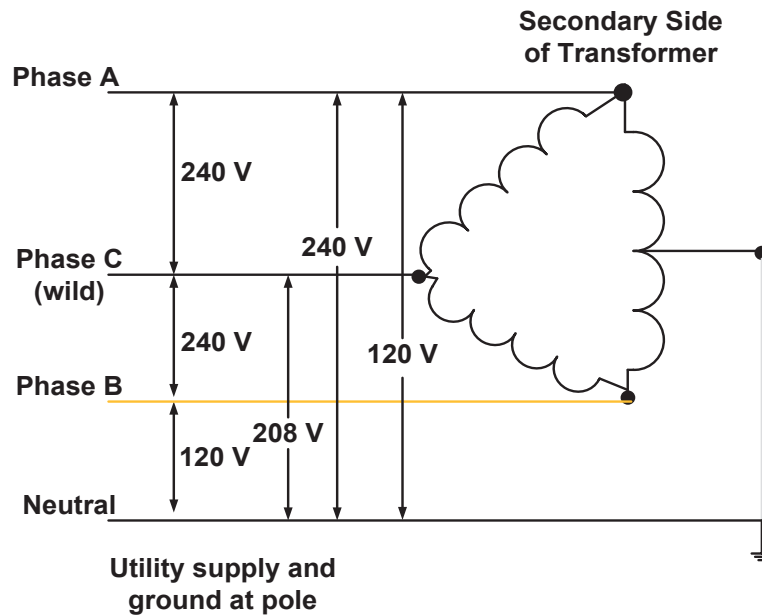 Secondary Side
of Transformer
Phase A
240 V
240 V
Phase C
(wild)
120 V
240 V
Phase B
208 V
120 V
Neutral
Utility supply and
ground at pole